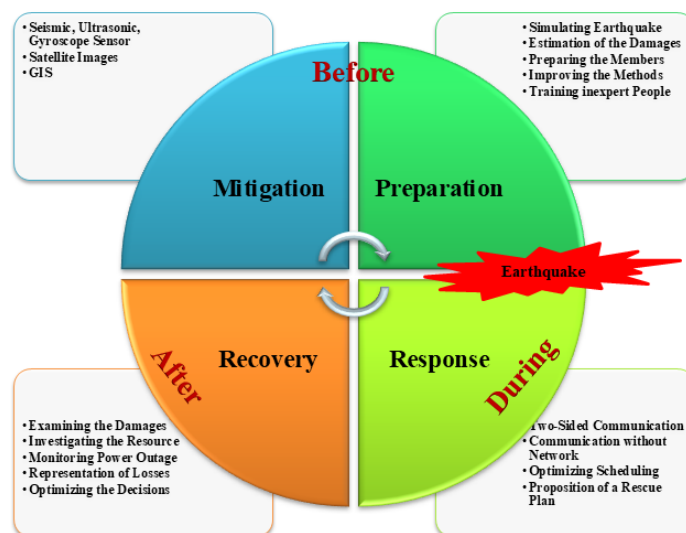 • Seismic, Ultrasonic,
Gyroscope Sensor
• Satellite Images
• GIS
Before
• Simulating Earthquake
• Estimation of the Damages
• Preparing the Members
• Improving the Methods
• Training inexpert People
Mitigation
Preparation
Earthquake
Recovery
Response
After
During
• Examining the Damages
• Investigating the Resource
• Monitoring Power Outage
• Representation of Losses
• Optimizing the Decisions
Two-Sided Communication
• Communication without
Network
• Optimizing Scheduling
• Proposition of a Rescue
Plan